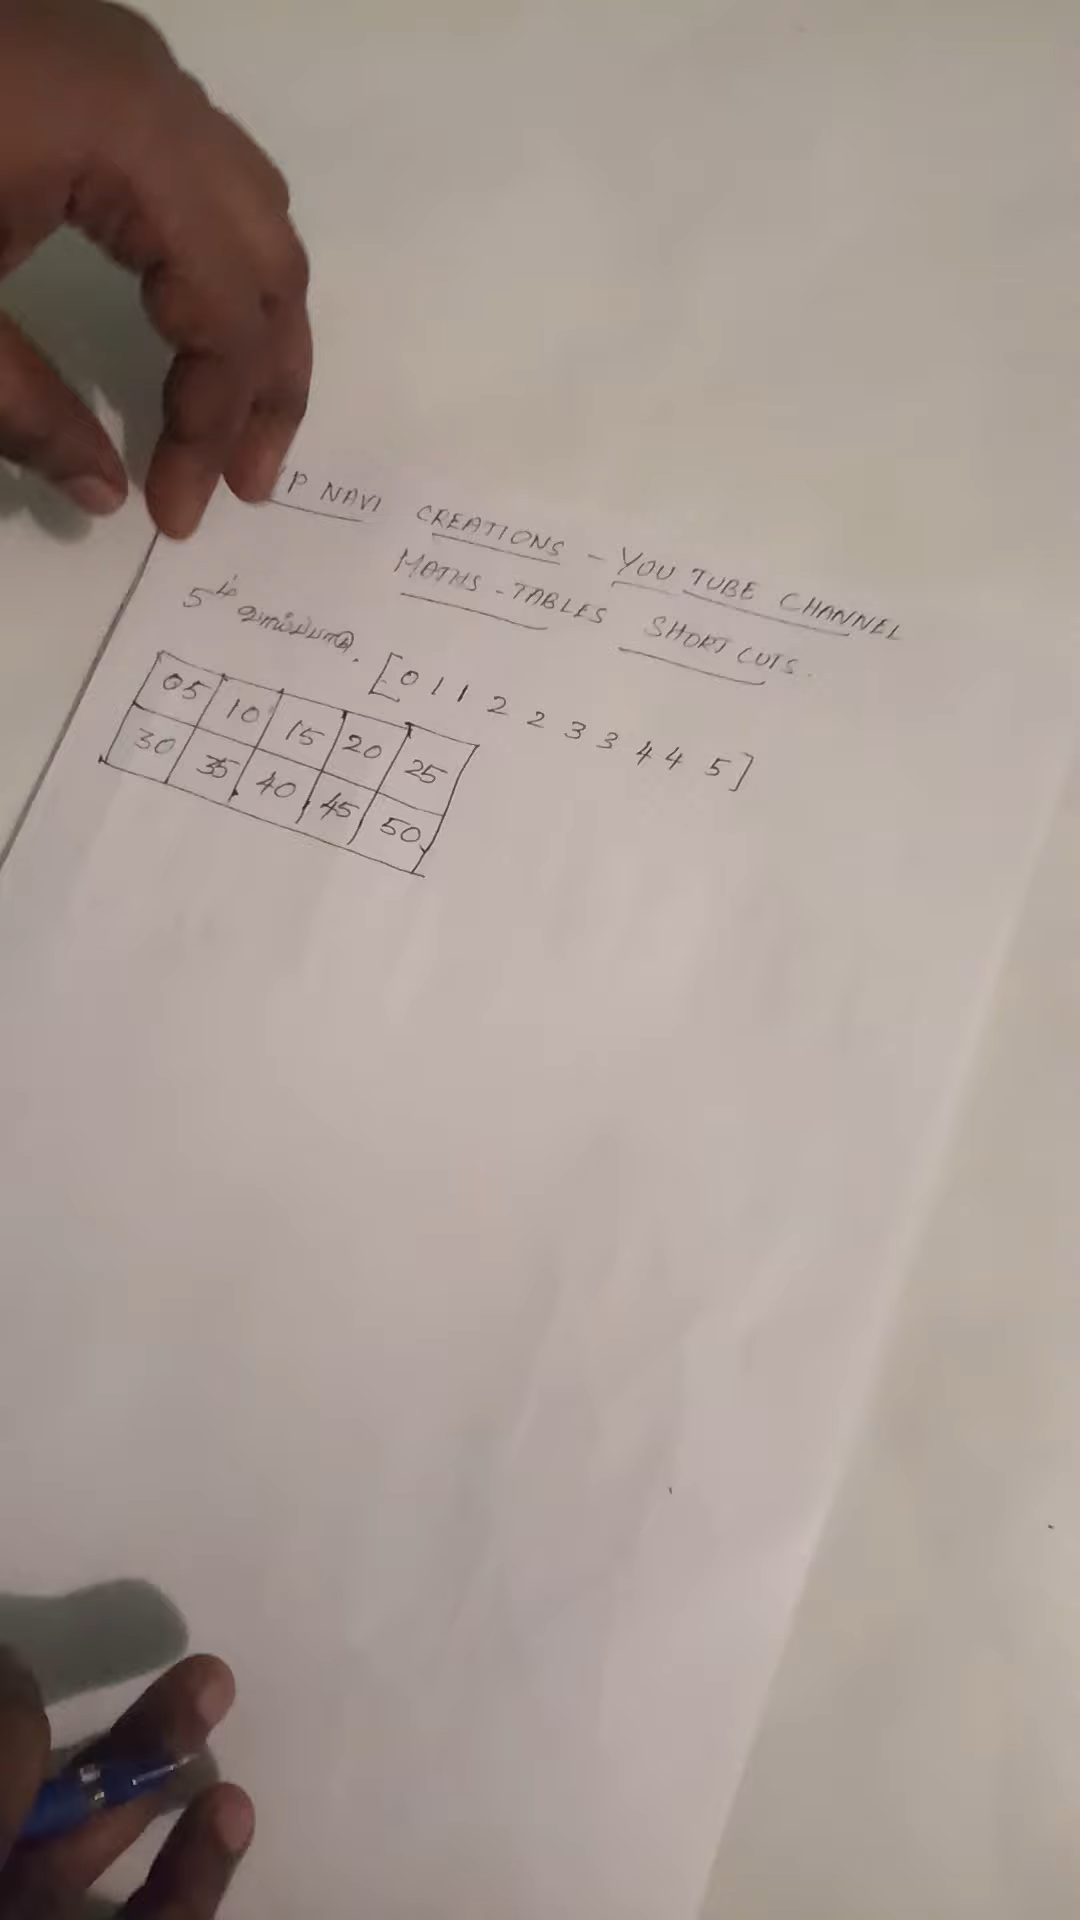 P NAVI CREATIONS - YOU TUBE CHANNEL
MATHS - TABLES SHORT CUTS.
5ம் வாய்ப்பாடு. [0 1 1 2 2 3 3 4 4 5]
05 10 15 20 25
30 35 40 45 50